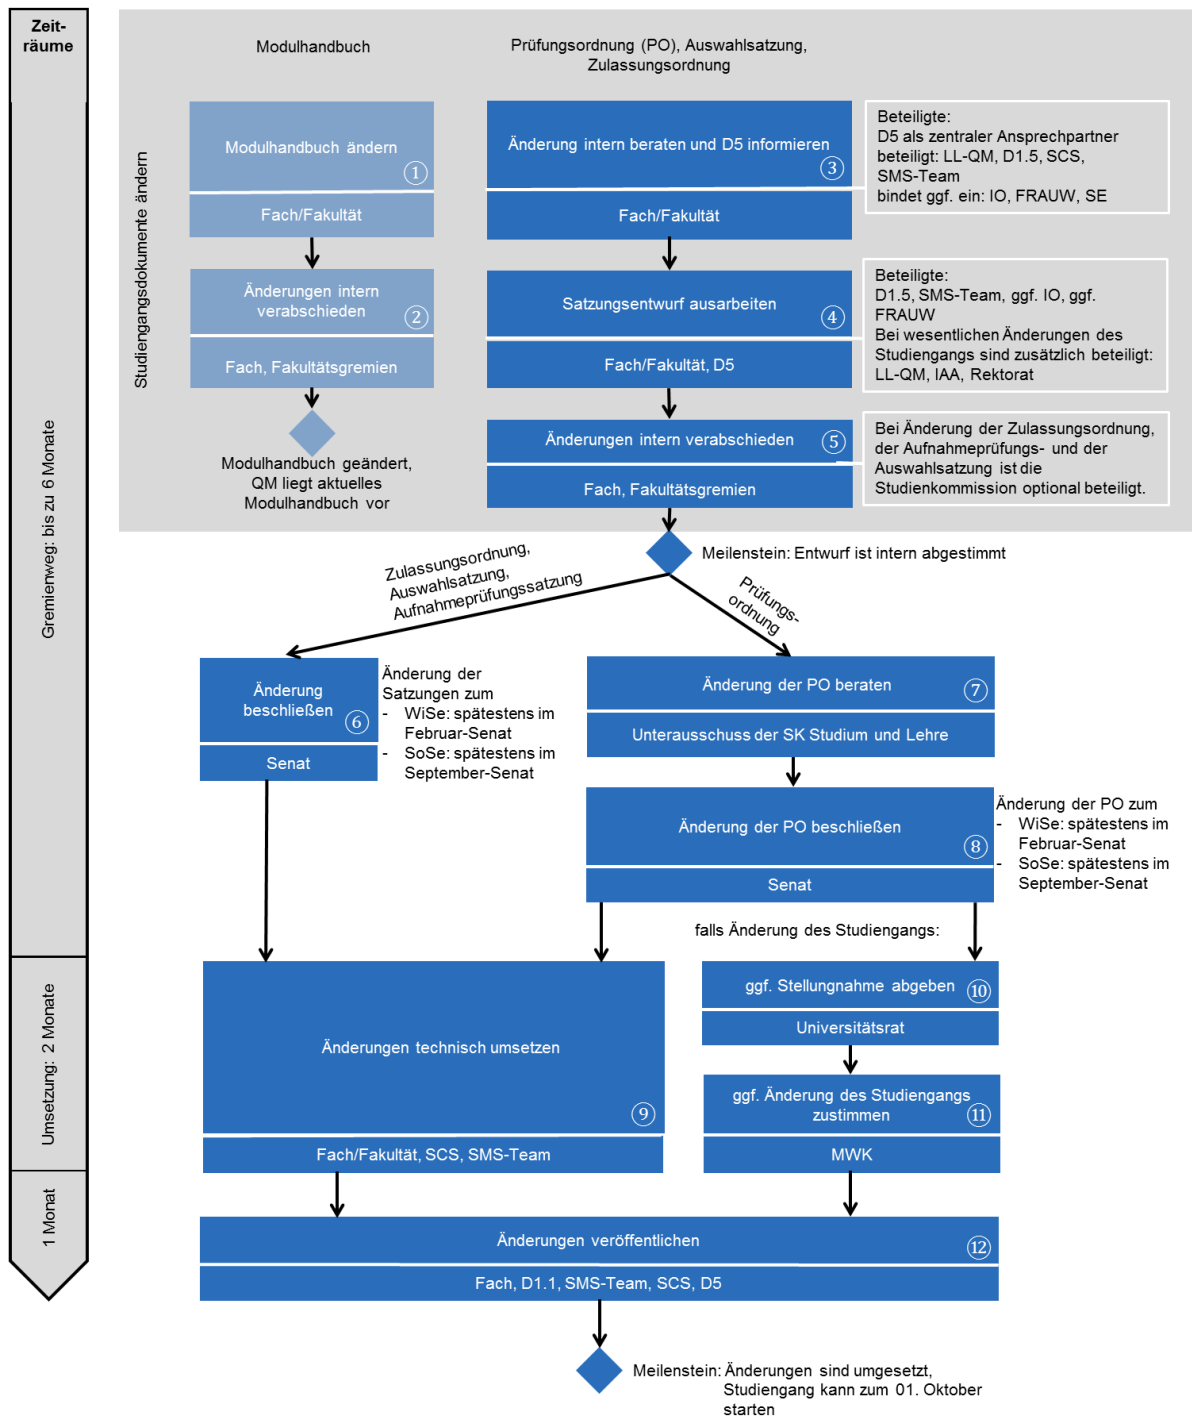 Zeit-
räume
Gremienweg: bis zu 6 Monate
Umsetzung: 2 Monate
1 Monat
Studiengangsdokumente ändern
Modulhandbuch
Prüfungsordnung (PO), Auswahlsatzung,
Zulassungsordnung
Modulhandbuch ändern
1
Fach/Fakultät
Änderungen intern
verabschieden
2
Fach, Fakultätsgremien
Modulhandbuch geändert,
QM liegt aktuelles
Modulhandbuch vor
Änderung intern beraten und D5 informieren
3
Fach/Fakultät
Beteiligte:
D5 als zentraler Ansprechpartner
beteiligt: LL-QM, D1.5, SCS,
SMS-Team
bindet ggf. ein: IO, FRAUW, SE
Satzungsentwurf ausarbeiten
4
Fach/Fakultät, D5
Beteiligte:
D1.5, SMS-Team, ggf. IO, ggf.
FRAUW
Bei wesentlichen Änderungen des
Studiengangs sind zusätzlich beteiligt:
LL-QM, IAA, Rektorat
Änderungen intern verabschieden
5
Fach, Fakultätsgremien
Bei Änderung der Zulassungsordnung,
der Aufnahmeprüfungs- und der
Auswahlsatzung ist die
Studienkommission optional beteiligt.
Meilenstein: Entwurf ist intern abgestimmt
Zulassungsordnung,
Auswahlsatzung,
Aufnahmeprüfungssatzung
Prüfungs-
ordnung
Änderung
beschließen
6
Senat
Änderung der
Satzungen zum
- WiSe: spätestens im
Februar-Senat
- SoSe: spätestens im
September-Senat
Änderung der PO beraten
7
Unterausschuss der SK Studium und Lehre
Änderung der PO beschließen
8
Senat
Änderung der PO zum
- WiSe: spätestens im
Februar-Senat
- SoSe: spätestens im
September-Senat
falls Änderung des Studiengangs:
Änderungen technisch umsetzen
9
Fach/Fakultät, SCS, SMS-Team
ggf. Stellungnahme abgeben
10
Universitätsrat
ggf. Änderung des Studiengangs
zustimmen
11
MWK
Änderungen veröffentlichen
12
Fach, D1.1, SMS-Team, SCS, D5
Meilenstein: Änderungen sind umgesetzt,
Studiengang kann zum 01. Oktober
starten